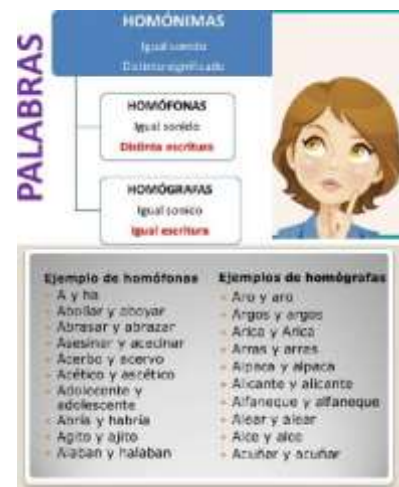 PALABRAS
HOMÓNIMAS
Igual sonido
Distinto significado
HOMÓFONAS
Igual sonido
Distinta escritura
HOMÓGRAFAS
Igual sonido
Igual escritura
Ejemplo de homófonas
A y ha
Abollar y aboyar
Abrasar y abrazar
Asesinar y acecinar
Acerbo y acervo
Acético y ascético
Adolocente y
adolescente
Abría y habría
Agito y ajito
Alaban y halaban
Ejemplos de homógrafas
Aro y aro
Argos y argos
Arica y Arica
Arras y arras
Alpaca y alpaca
Alicante y alicante
Alfaneque y alfaneque
Alear y alear
Alce y alce
Acuñar y acuñar